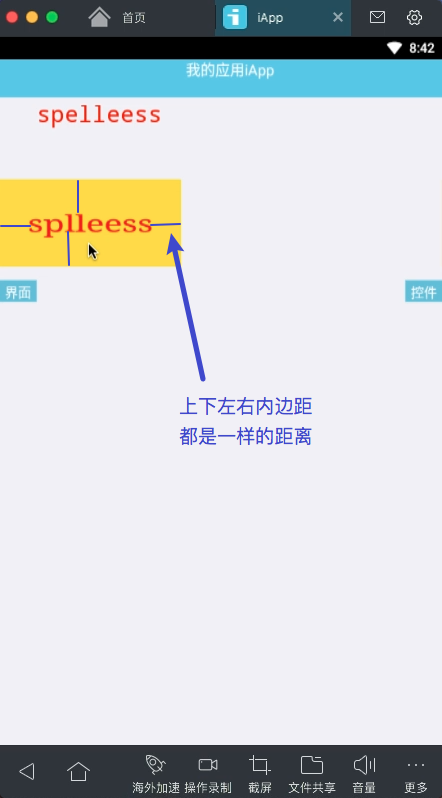 首页
iApp
8:42
我的应用iApp
spelleess
splleess
界面
控件
上下左右内边距
都是一样的距离
海外加速 操作录制 截屏 文件共享 音量 更多